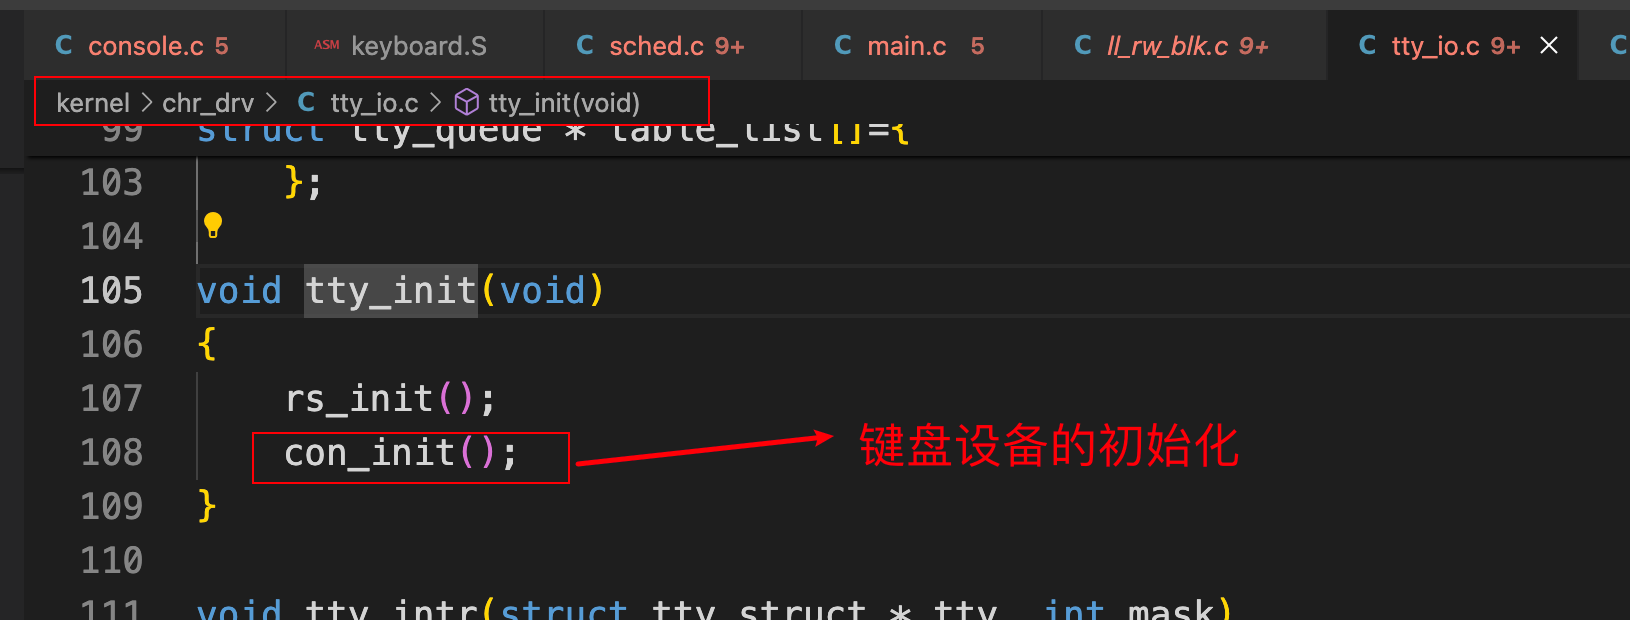 C console.c 5 ASM keyboard.S C sched.c 9+ C main.c 5 C ll_rw_blk.c 9+ C tty_io.c 9+ × C
kernel > chr_drv > C tty_io.c > tty_init(void)
99 struct tty_queue * table_list[]={
103 };
104
105 void tty_init(void)
106 {
107 rs_init();
108 con_init(); 键盘设备的初始化
109 }
110
111 void tty_intr(struct tty_struct * tty, int mask)